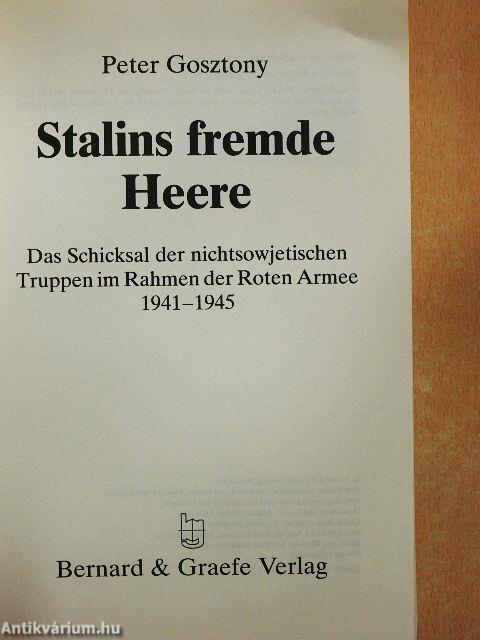 Peter Gosztony
Stalins fremde
Heere
Das Schicksal der nichtsowjetischen
Truppen im Rahmen der Roten Armee
1941–1945
Bernard & Graefe Verlag
Antikvárium.hu